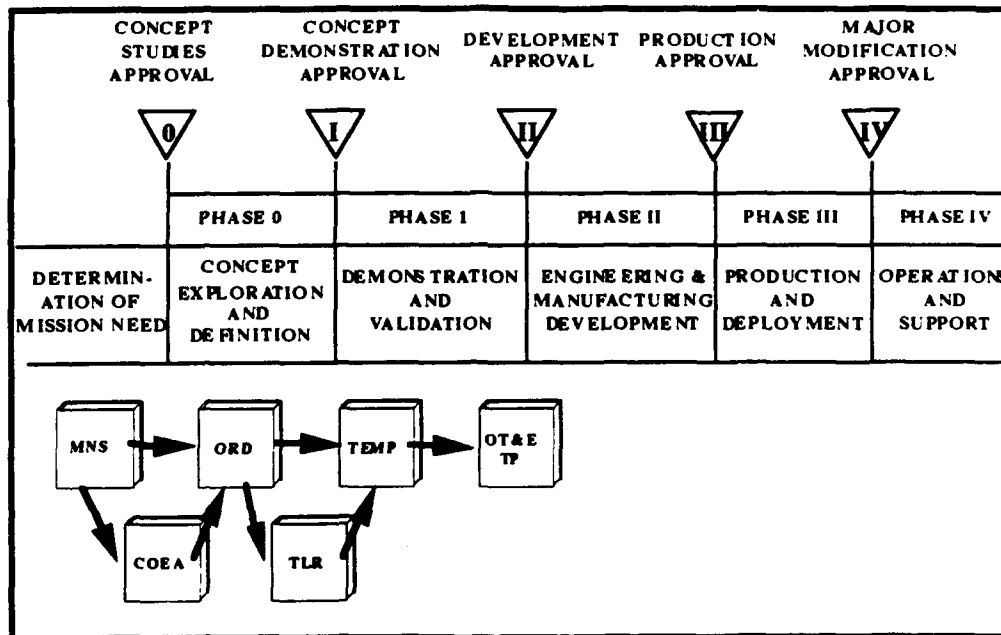 CONCEPT
STUDIES
APPROVAL
CONCEPT
DEMONSTRATION
APPROVAL
DEVELOPMENT
APPROVAL
PRODUCTION
APPROVAL
MAJOR
MODIFICATION
APPROVAL
0
I
II
III
IV
PHASE 0
PHASE 1
PHASE II
PHASE III
PHASE IV
DETERMIN-
ATION OF
MISSION NEED
CONCEPT
EXPLORATION
AND
DEFINITION
DEMONSTRATION
AND
VALIDATION
ENGINEERING &
MANUFACTURING
DEVELOPMENT
PRODUCTION
AND
DEPLOYMENT
OPERATIONS
AND
SUPPORT
MNS
ORD
TEMP
OT&E
TP
COEA
TLR